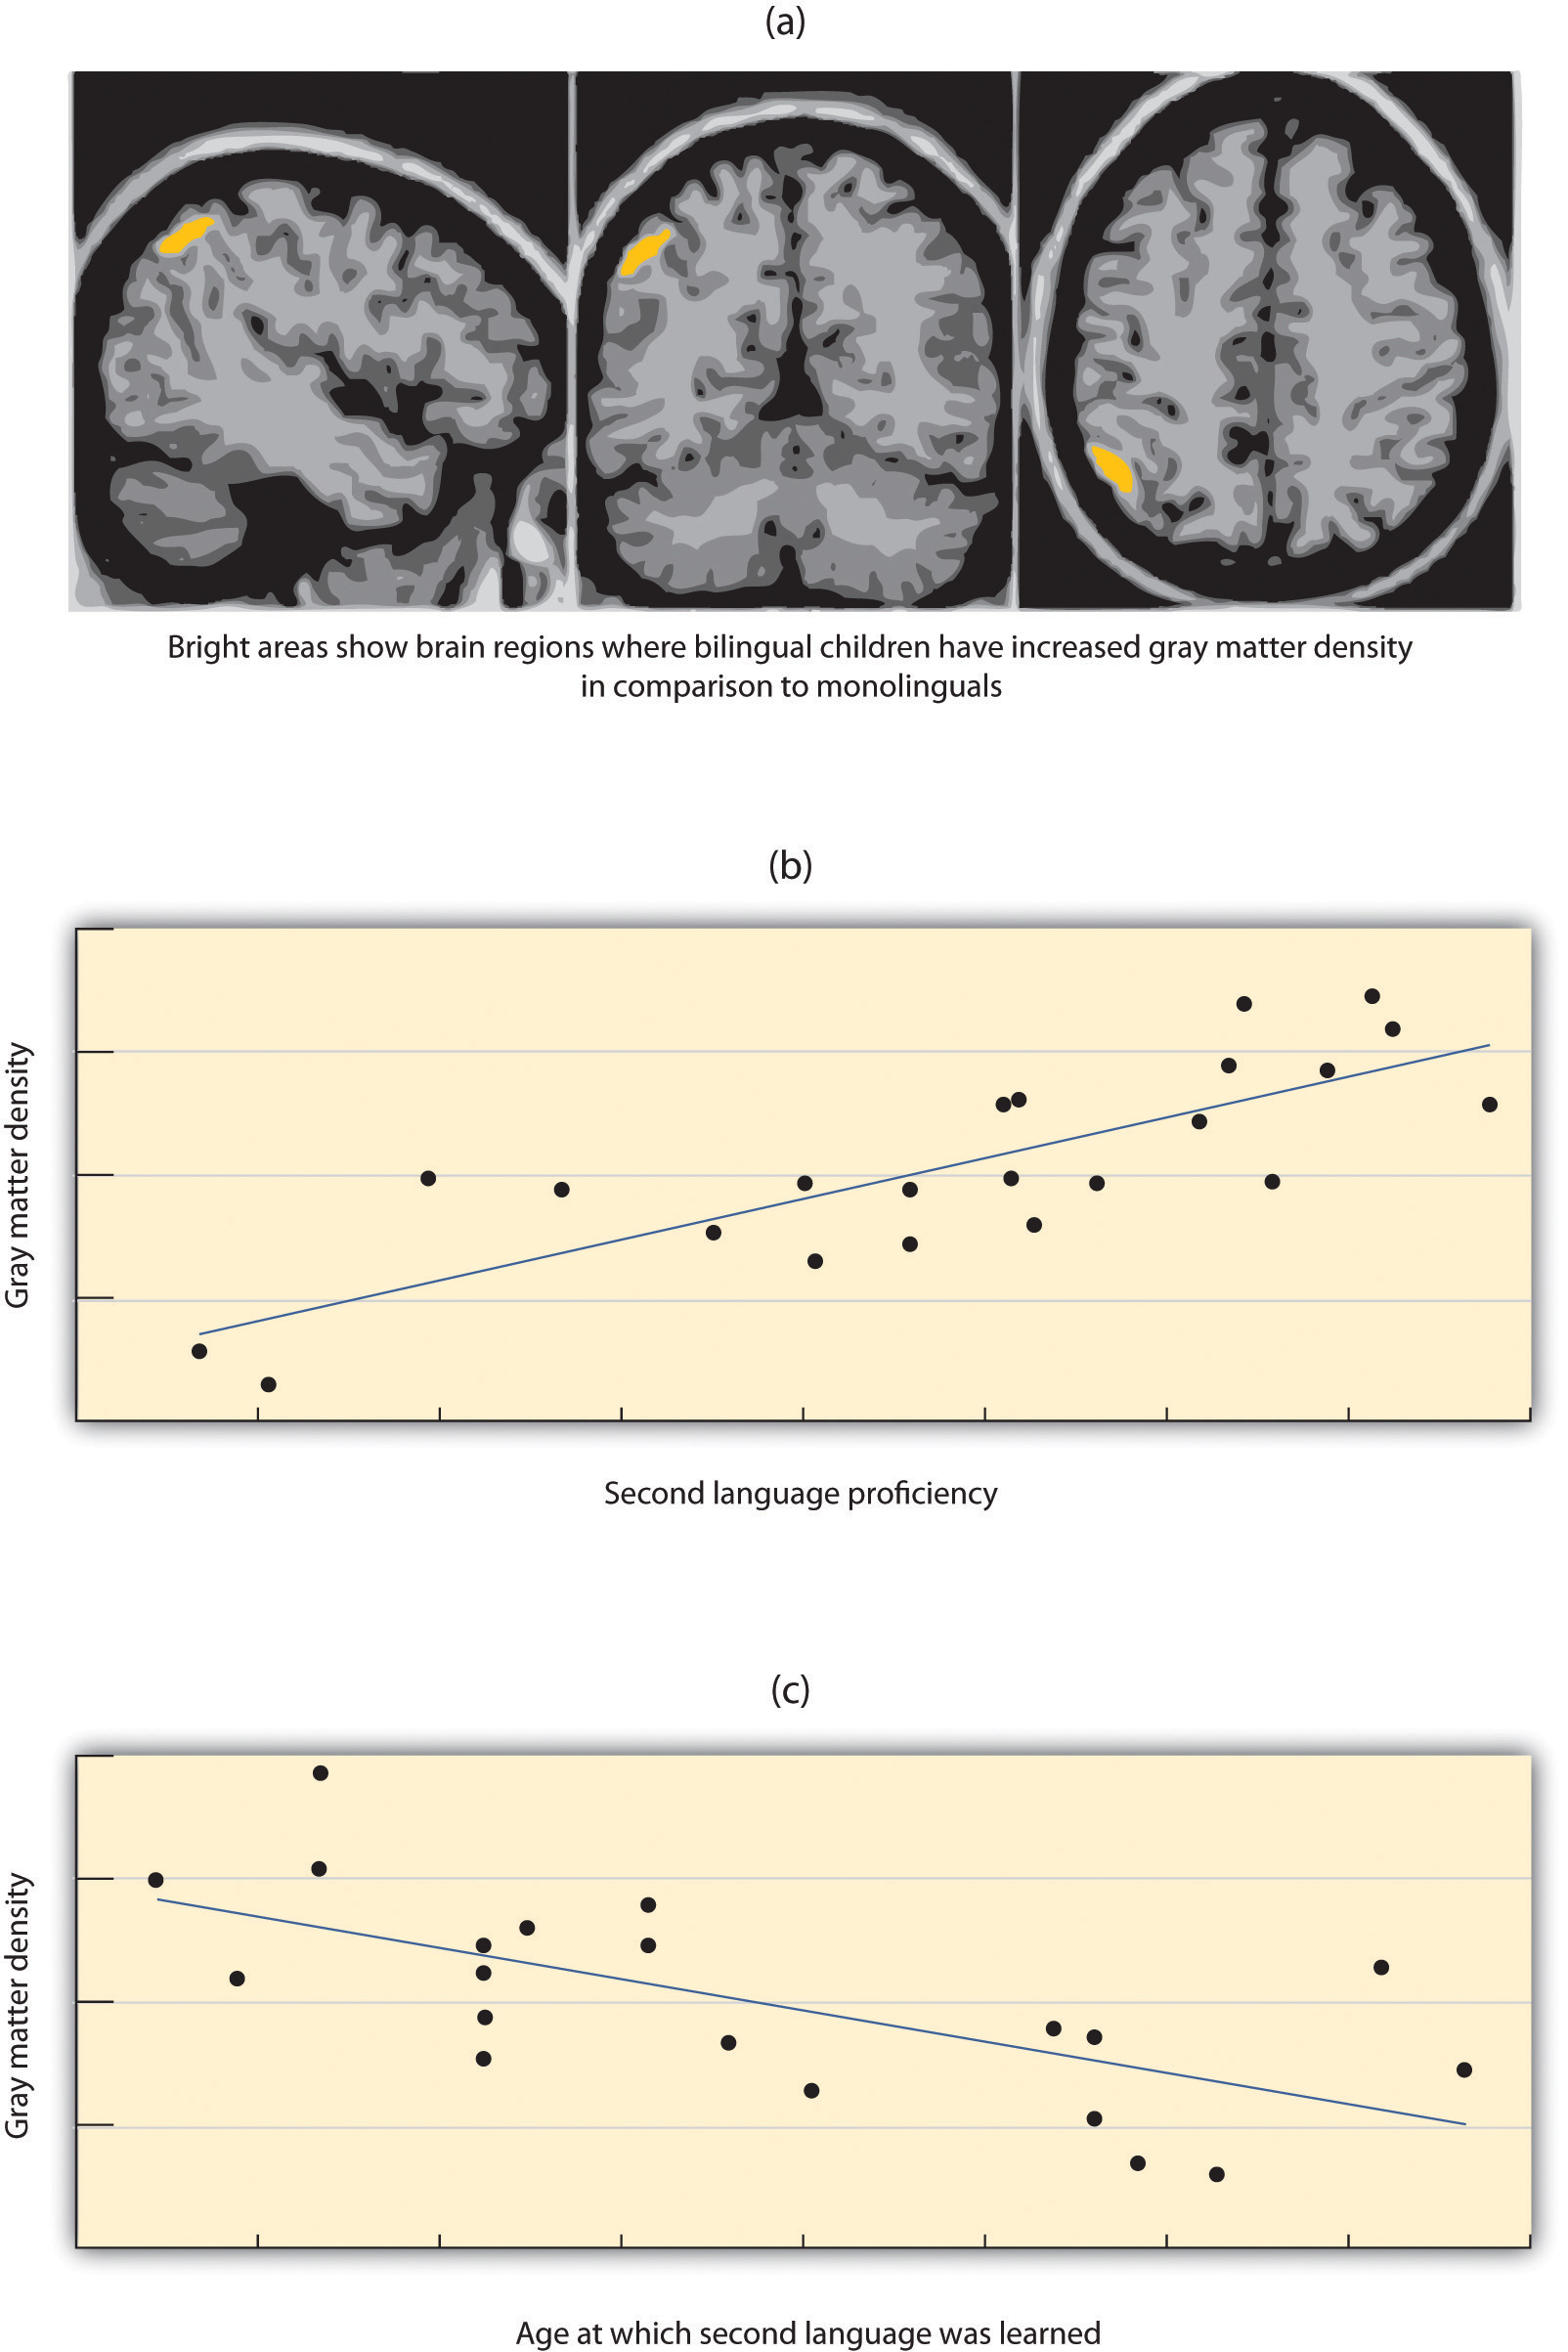 (a)
Bright areas show brain regions where bilingual children have increased gray matter density
in comparison to monolinguals
(b)
Gray matter density
Second language proficiency
(c)
Gray matter density
Age at which second language was learned